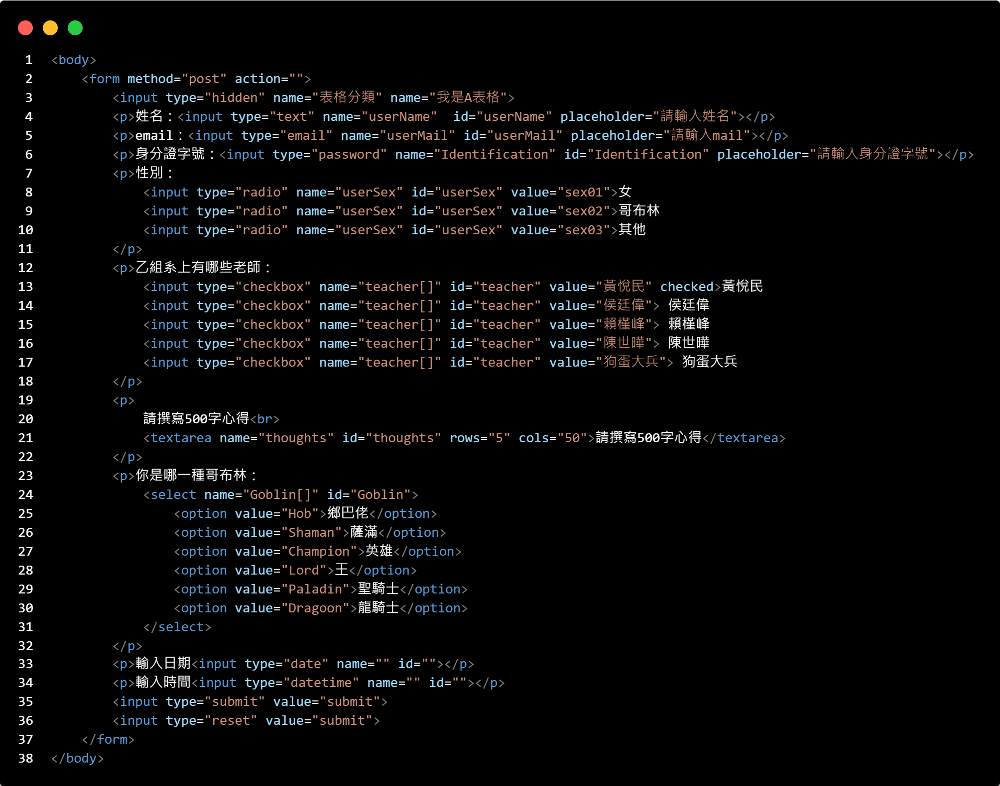 1 <body>
2     <form method="post" action="">
3         <input type="hidden" name="表格分類" name="我是A表格">
4         <p>姓名：<input type="text" name="userName"  id="userName" placeholder="請輸入姓名"></p>
5         <p>email：<input type="email" name="userMail" id="userMail" placeholder="請輸入mail"></p>
6         <p>身分證字號：<input type="password" name="Identification" id="Identification" placeholder="請輸入身分證字號"></p>
7         <p>性別：
8             <input type="radio" name="userSex" id="userSex" value="sex01">女
9             <input type="radio" name="userSex" id="userSex" value="sex02">哥布林
10             <input type="radio" name="userSex" id="userSex" value="sex03">其他
11         </p>
12         <p>乙組系上有哪些老師：
13             <input type="checkbox" name="teacher[]" id="teacher" value="黃悅民" checked>黃悅民
14             <input type="checkbox" name="teacher[]" id="teacher" value="侯廷偉"> 侯廷偉
15             <input type="checkbox" name="teacher[]" id="teacher" value="賴槿峰"> 賴槿峰
16             <input type="checkbox" name="teacher[]" id="teacher" value="陳世曄"> 陳世曄
17             <input type="checkbox" name="teacher[]" id="teacher" value="狗蛋大兵"> 狗蛋大兵
18         </p>
19         <p>
20             請撰寫500字心得<br>
21             <textarea name="thoughts" id="thoughts" rows="5" cols="50">請撰寫500字心得</textarea>
22         </p>
23         <p>你是哪一種哥布林：
24             <select name="Goblin[]" id="Goblin">
25                 <option value="Hob">鄉巴佬</option>
26                 <option value="Shaman">薩滿</option>
27                 <option value="Champion">英雄</option>
28                 <option value="Lord">王</option>
29                 <option value="Paladin">聖騎士</option>
30                 <option value="Dragoon">龍騎士</option>
31             </select>
32         </p>
33         <p>輸入日期<input type="date" name="" id=""></p>
34         <p>輸入時間<input type="datetime" name="" id=""></p>
35         <input type="submit" value="submit">
36         <input type="reset" value="submit">
37     </form>
38 </body>